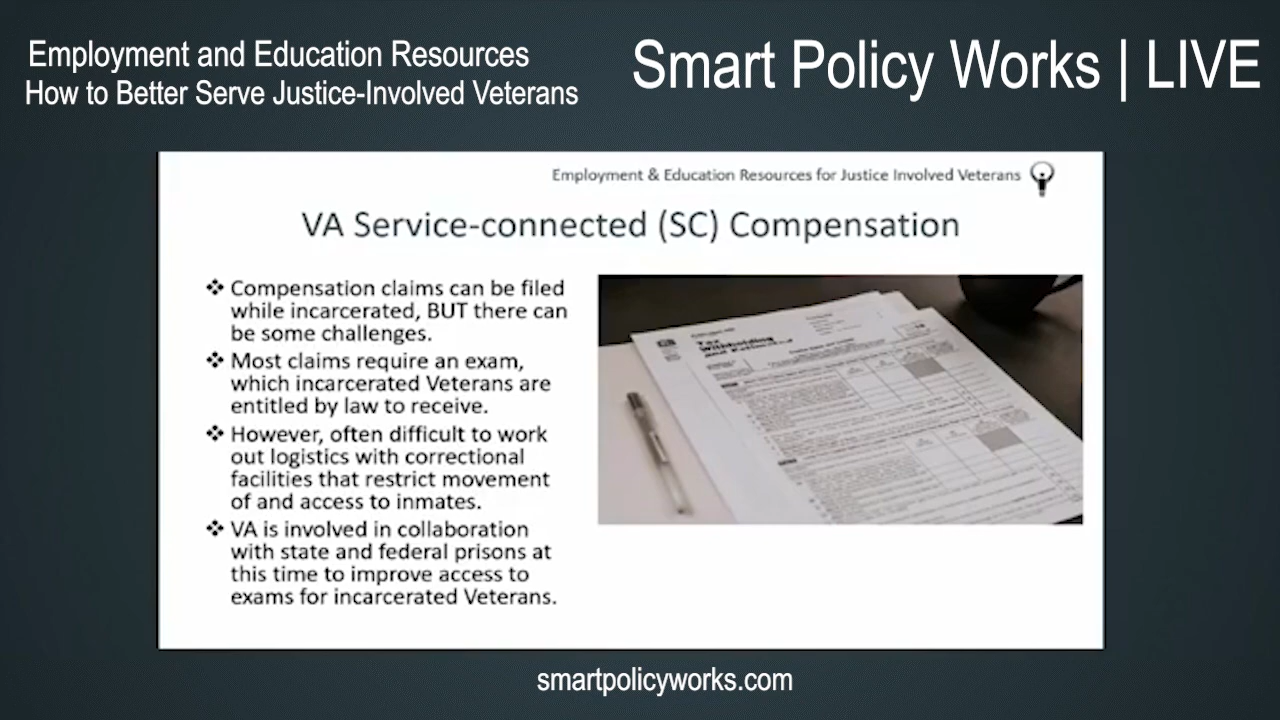 Employment and Education Resources
How to Better Serve Justice-Involved Veterans
Smart Policy Works | LIVE
Employment & Education Resources for Justice Involved Veterans
VA Service-connected (SC) Compensation
❖ Compensation claims can be filed
while incarcerated, BUT there can
be some challenges.
❖ Most claims require an exam,
which incarcerated Veterans are
entitled by law to receive.
❖ However, often difficult to work
out logistics with correctional
facilities that restrict movement
of and access to inmates.
❖ VA is involved in collaboration
with state and federal prisons at
this time to improve access to
exams for incarcerated Veterans.
Tax
Withholding
smartpolicyworks.com